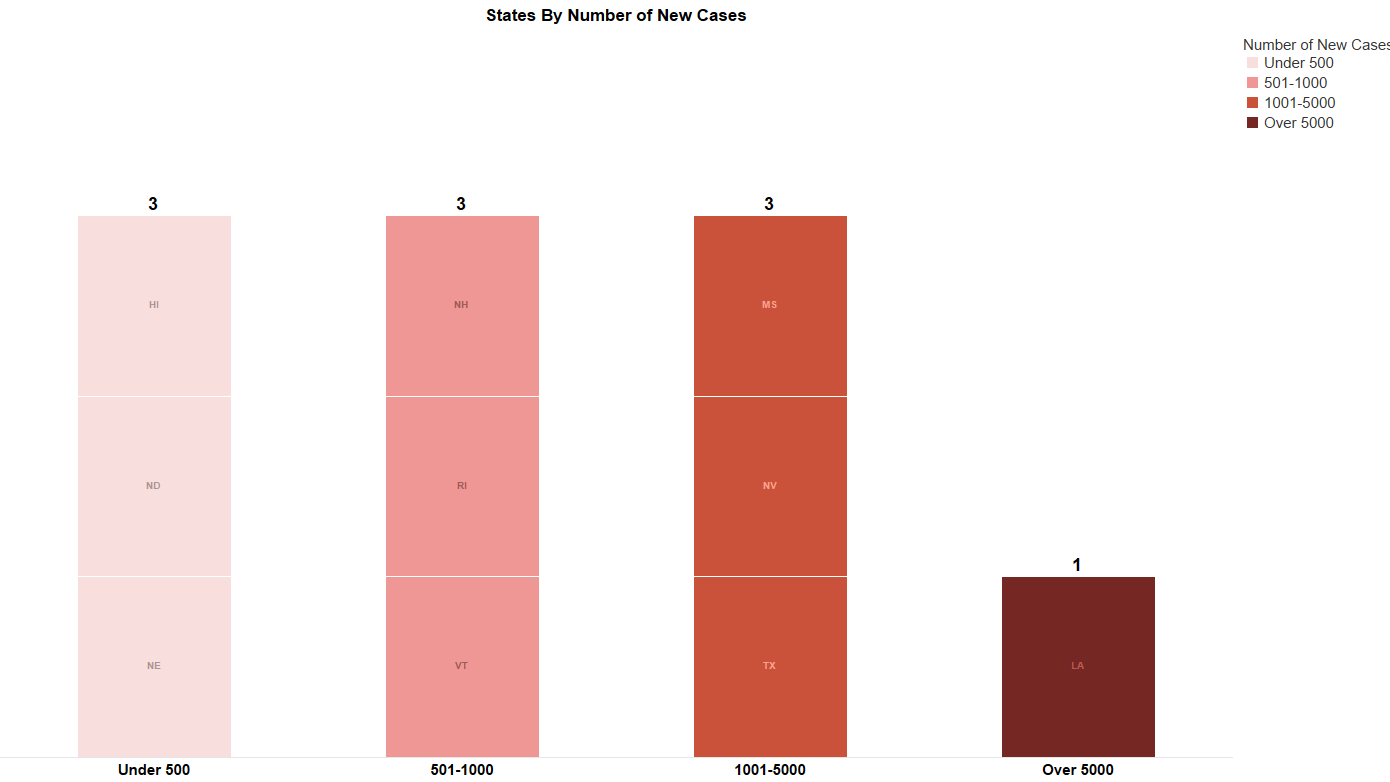 States By Number of New Cases
Number of New Cases
Under 500
501-1000
1001-5000
Over 5000
3
3
3
HI
NH
MS
ND
RI
NV
1
NE
VT
TX
LA
Under 500
501-1000
1001-5000
Over 5000